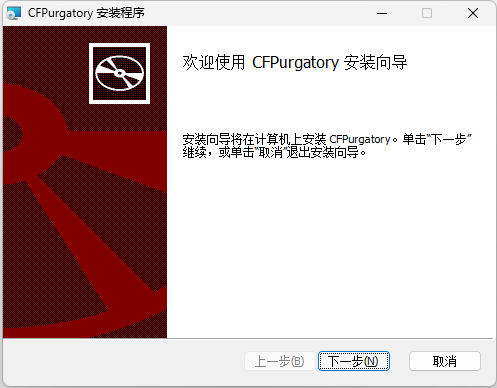 CFPurgatory 安装程序
欢迎使用 CFPurgatory 安装向导
安装向导将在计算机上安装 CFPurgatory。单击“下一步”
继续，或单击“取消”退出安装向导。
上一步(B)
下一步(N)
取消